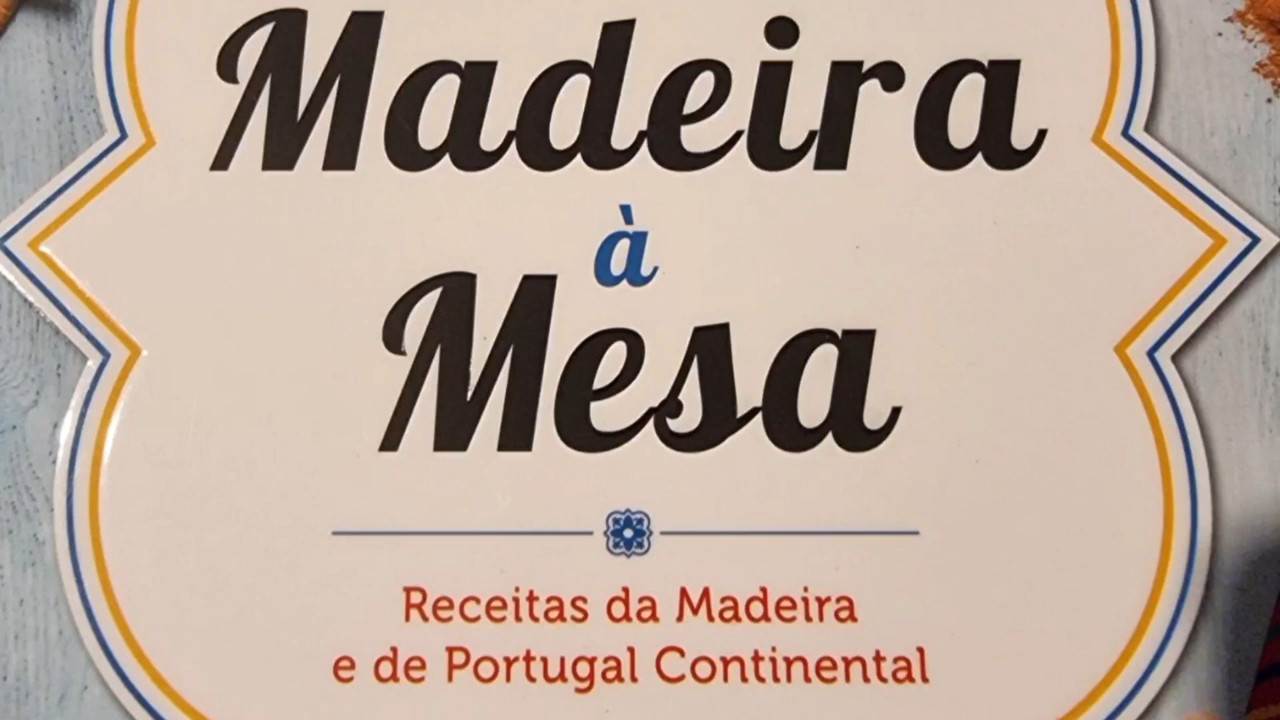 Madeira
à
Mesa
Receitas da Madeira
e de Portugal Continental